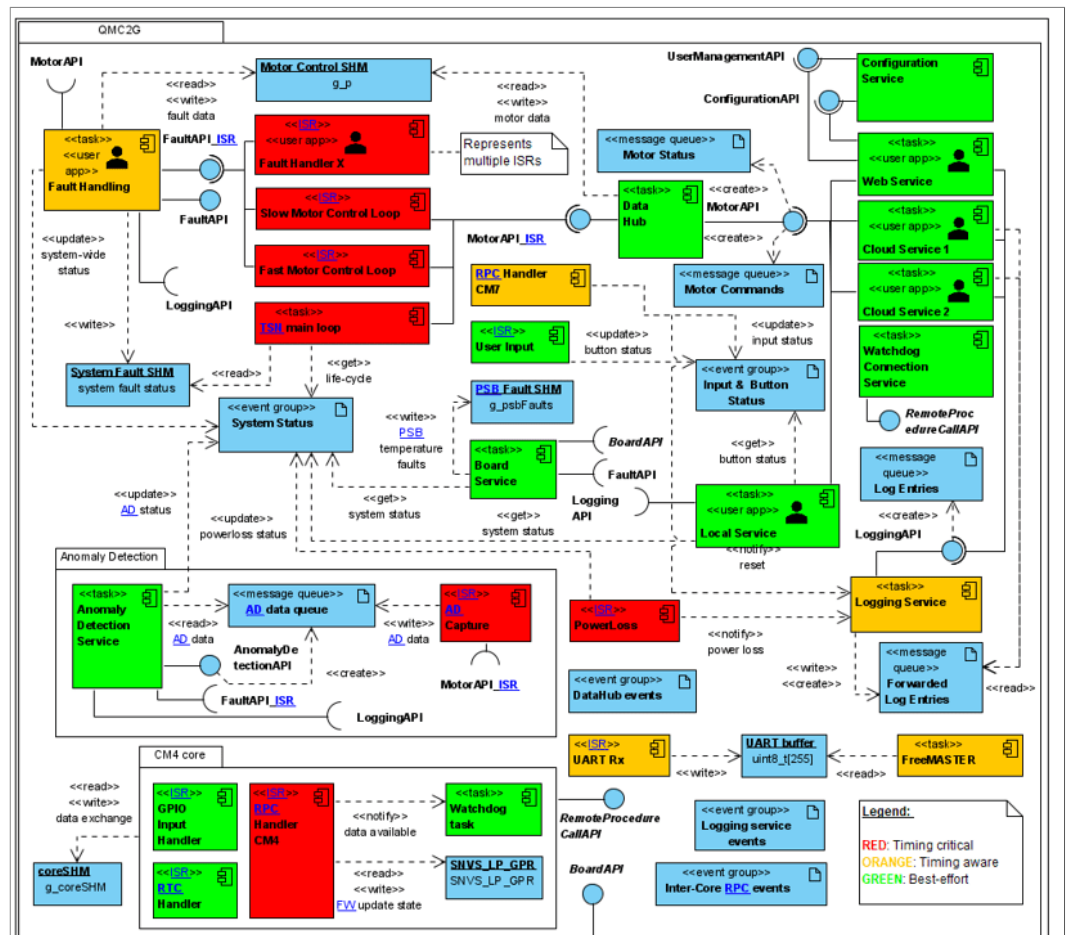 QMC2G
MotorAPI
<<read>>
<<write>>
fault data
Motor Control SHM
g_p
<<read>>
<<write>>
motor data
UserManagementAPI
ConfigurationAPI
Configuration
Service
<<task>>
<<user
app>>
Fault Handling
FaultAPI_ISR
FaultAPI
<<ISR>>
<<user app>>
Fault Handler X
Represents
multiple ISRs
<<message queue>>
Motor Status
<<task>>
<<user app>>
Web Service
<<ISR>>
Slow Motor Control Loop
<<task>>
Data
Hub
<<create>>
MotorAPI
<<create>>
<<task>>
<<user app>>
Cloud Service 1
<<update>>
system-wide
status
<<ISR>>
Fast Motor Control Loop
MotorAPI_ISR
RPC Handler
CM7
<<message queue>>
Motor Commands
<<task>>
<<user app>>
Cloud Service 2
LoggingAPI
<<write>>
<<task>>
TSN main loop
<<ISR>>
User Input
<<update>>
button status
<<update>>
input status
<<task>>
Watchdog
Connection
Service
System Fault SHM
system fault status
<<read>>
<<get>>
life-cycle
PSB Fault SHM
g_psbFaults
<<event group>>
Input & Button
Status
<<event group>>
System Status
<<write>>
PSB
temperature
faults
RemoteProc
edureCallAPI
<<task>>
Board
Service
BoardAPI
FaultAPI
<<get>>
button status
<<message
queue>>
Log Entries
<<update>>
AD status
<<update>>
powerloss status
<<get>>
system status
<<get>>
system status
Logging
API
<<task>>
<<user app>>
Local Service
<<create>>
LoggingAPI
<<notify>>
reset
Anomaly Detection
<<task>>
Anomaly
Detection
Service
<<message queue>>
AD data queue
<<ISR>>
AD
Capture
<<read>>
AD data
<<write>>
AD data
<<ISR>>
PowerLoss
<<task>>
Logging Service
<<notify>>
power loss
AnomalyDe
tectionAPI
<<create>>
MotorAPI_ISR
FaultAPI_ISR
LoggingAPI
<<event group>>
DataHub events
<<write>>
<<create>>
<<message
queue>>
Forwarded
Log Entries
<<read>>
<<ISR>>
UART Rx
<<write>>
UART buffer
uint8_t[255]
<<read>>
<<task>>
FreeMASTER
CM4 core
<<read>>
<<write>>
data exchange
<<ISR>>
GPIO
Input
Handler
<<ISR>>
RPC
Handler
CM4
<<notify>>
data available
<<task>>
Watchdog
task
RemoteProcedure
CallAPI
<<event group>>
Logging service
events
coreSHM
g_coreSHM
<<ISR>>
RTC
Handler
<<read>>
<<write>>
FW update state
SNVS_LP_GPR
SNVS_LP_GPR
BoardAPI
<<event group>>
Inter-Core RPC events
Legend:
RED: Timing critical
ORANGE: Timing aware
GREEN: Best-effort